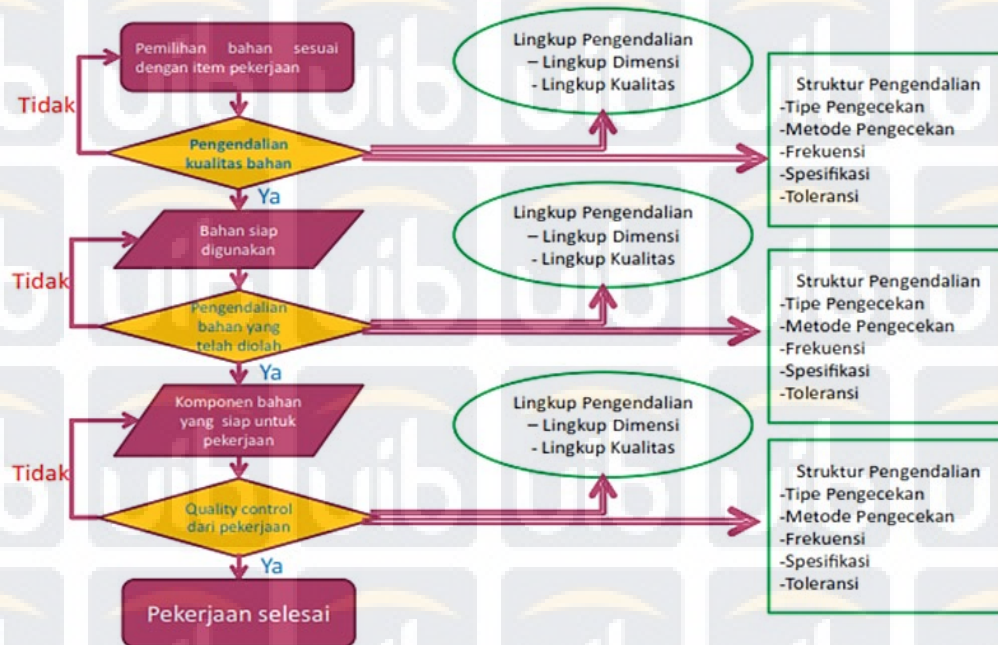 Pemilihan bahan sesuai
dengan item pekerjaan
Tidak
Pengendalian
kualitas bahan
Ya
Lingkup Pengendalian
– Lingkup Dimensi
- Lingkup Kualitas
Struktur Pengendalian
-Tipe Pengecekan
-Metode Pengecekan
-Frekuensi
-Spesifikasi
-Toleransi
Bahan siap
digunakan
Tidak
Pengendalian
bahan yang
telah diolah
Ya
Lingkup Pengendalian
– Lingkup Dimensi
- Lingkup Kualitas
Struktur Pengendalian
-Tipe Pengecekan
-Metode Pengecekan
-Frekuensi
-Spesifikasi
-Toleransi
Komponen bahan
yang siap untuk
pekerjaan
Tidak
Quality control
dari pekerjaan
Ya
Lingkup Pengendalian
– Lingkup Dimensi
- Lingkup Kualitas
Struktur Pengendalian
-Tipe Pengecekan
-Metode Pengecekan
-Frekuensi
-Spesifikasi
-Toleransi
Pekerjaan selesai
uib